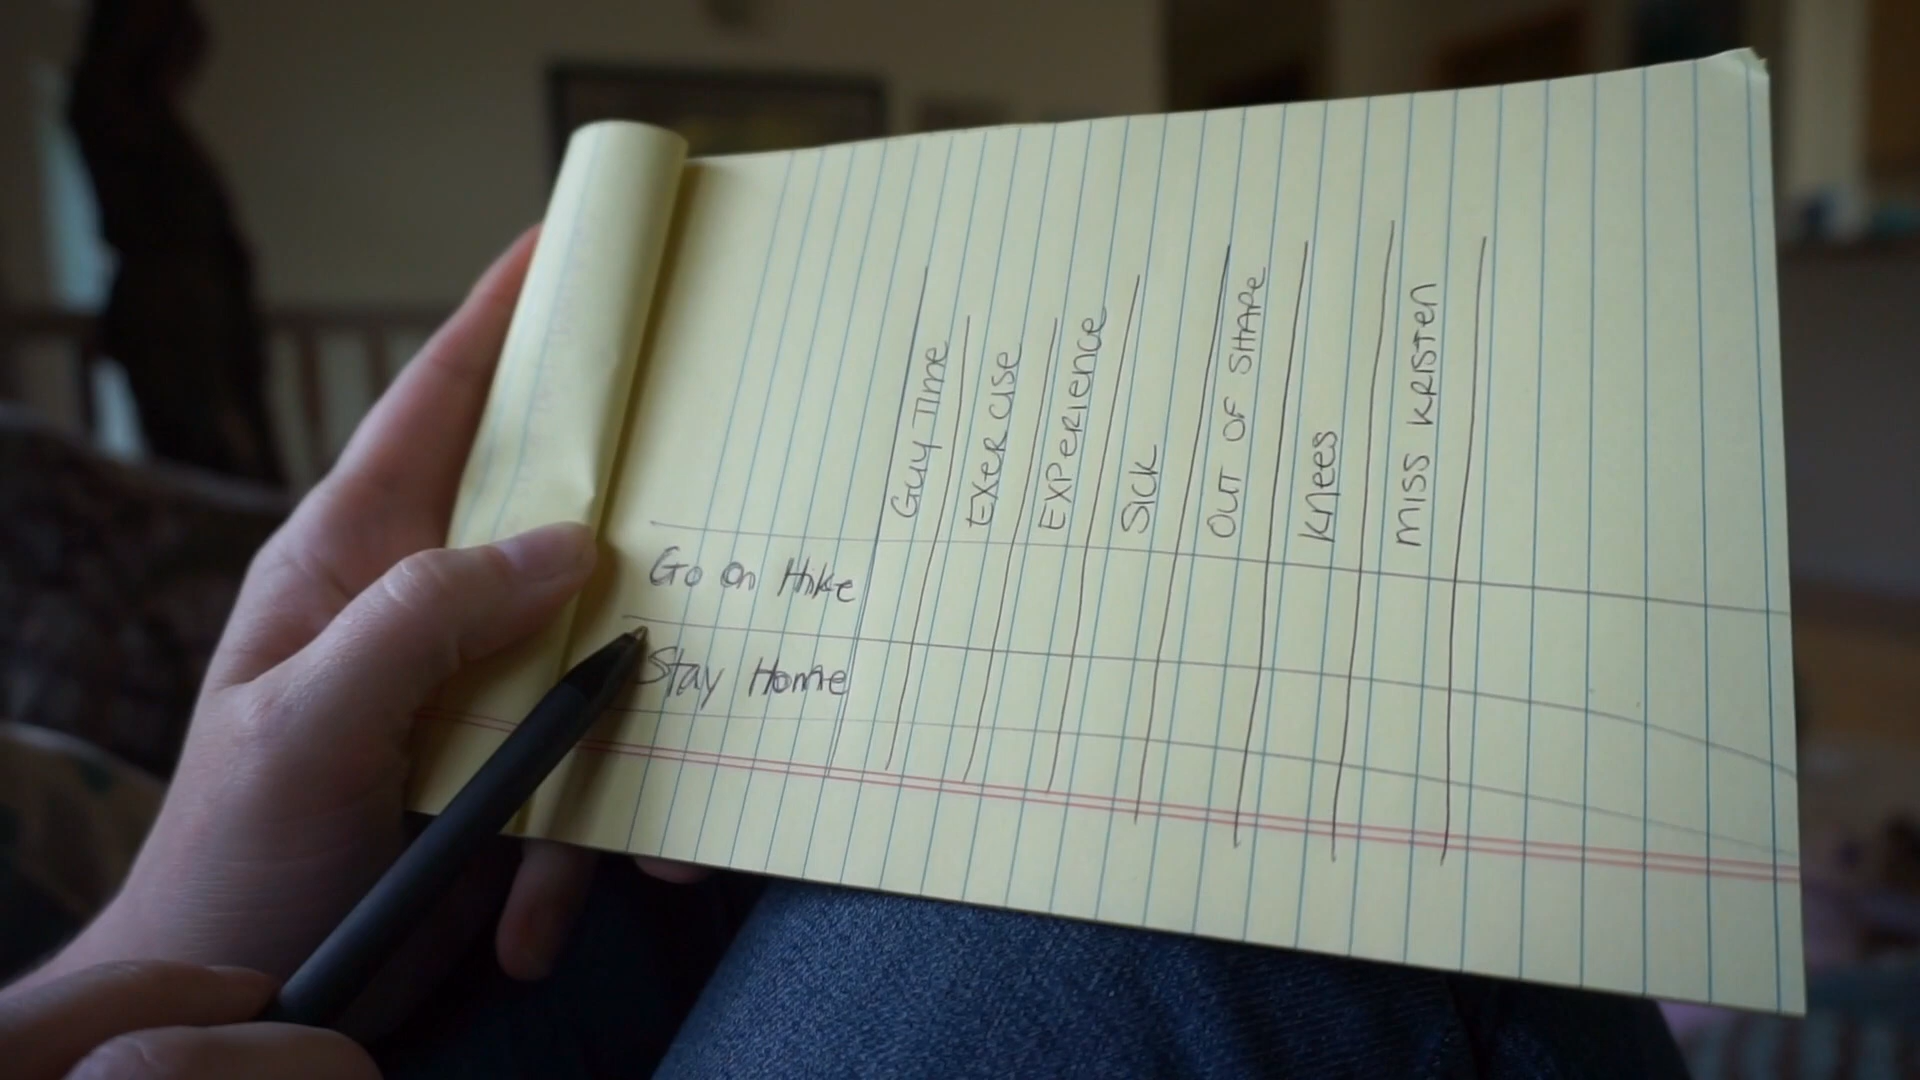 Guy Time
Exercise
Experience
Sick
Out of Shape
Knees
Miss Kristen
Go on Hike
Stay Home